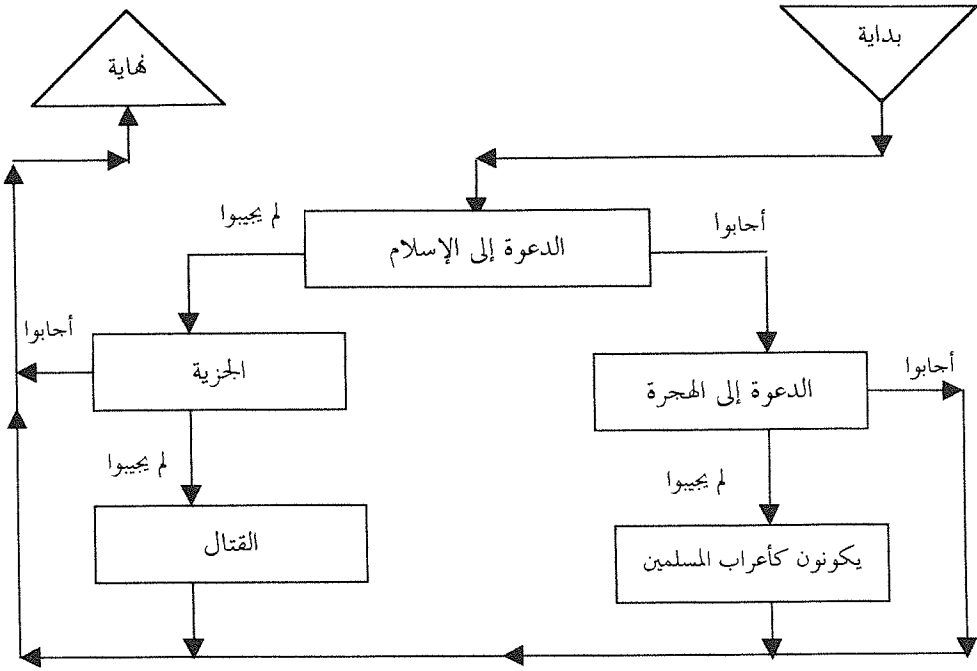 بداية
نهاية
أجابوا
لم يجيبوا
الدعوة إلى الإسلام
أجابوا
الجزية
أجابوا
الدعوة إلى الهجرة
لم يجيبوا
لم يجيبوا
القتال
يكونون كأعراب المسلمين